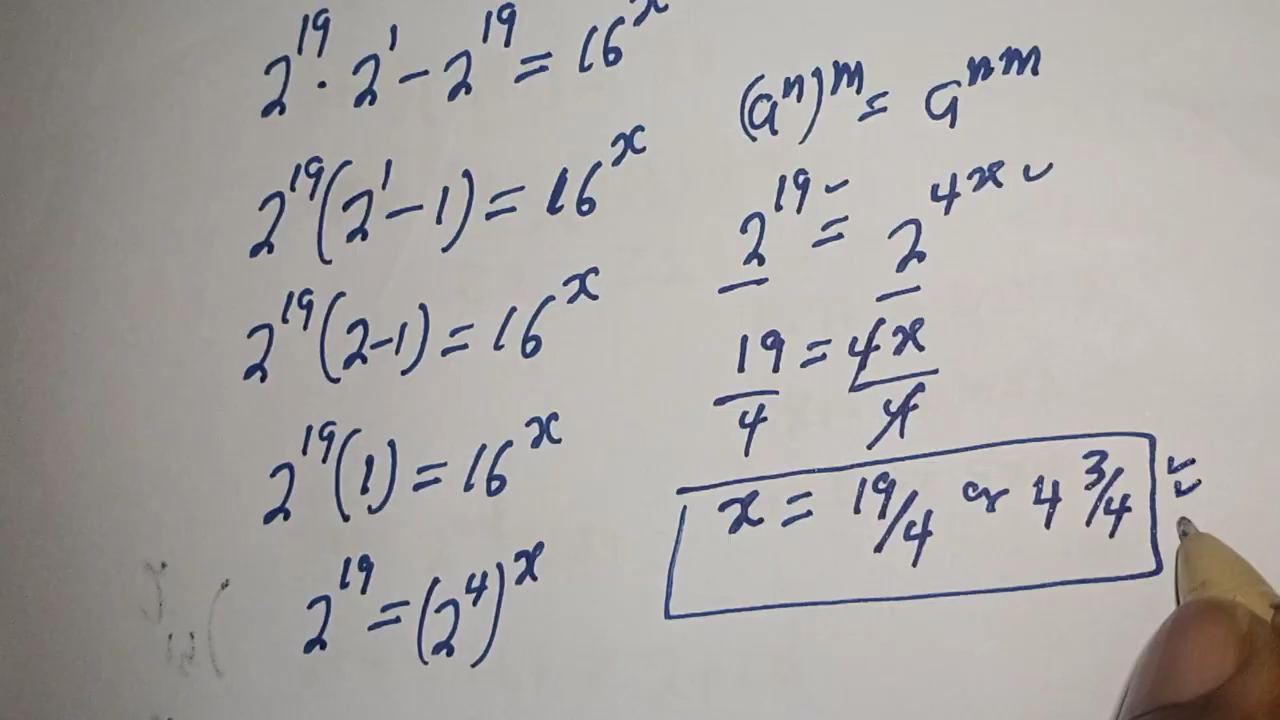 2^19 · 2^1 - 2^19 = 16^x
2^19 (2^1 - 1) = 16^x
2^19 (2-1) = 16^x
2^19 (1) = 16^x
2^19 = (2^4)^x
(a^n)^m = a^nm
2^19 = 2^4x
19/4 = 4x/4
x = 19/4 or 4 3/4